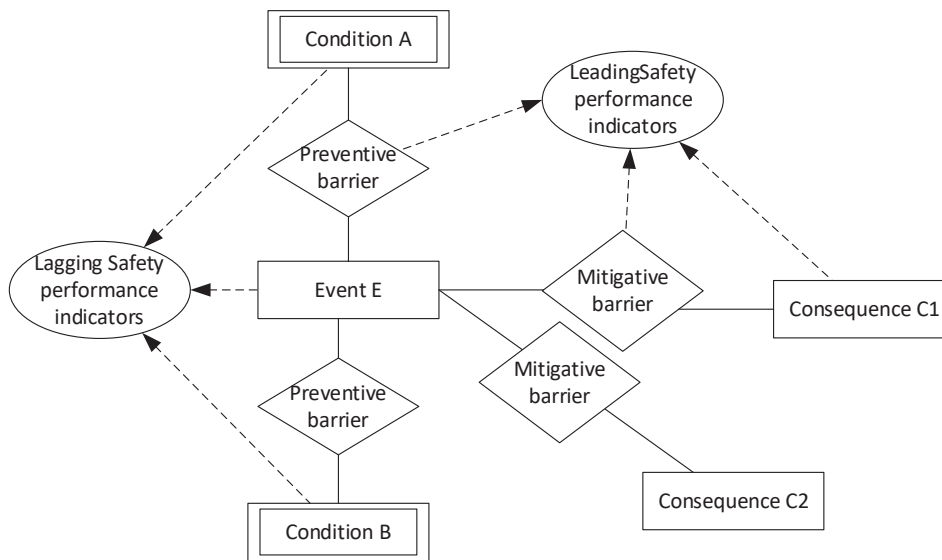 Condition A
LeadingSafety
performance
indicators
Preventive
barrier
Lagging Safety
performance
indicators
Event E
Mitigative
barrier
Consequence C1
Preventive
barrier
Mitigative
barrier
Consequence C2
Condition B